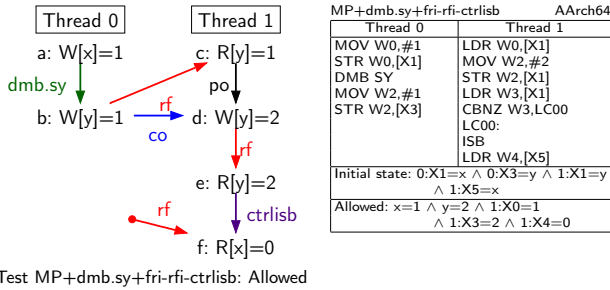 Thread 0
Thread 1
a: W[x]=1
c: R[y]=1
dmb.sy
po
rf
b: W[y]=1
d: W[y]=2
co
rf
e: R[y]=2
ctrlisb
rf
f: R[x]=0
Test MP+dmb.sy+fri-rfi-ctrlisb: Allowed
MP+dmb.sy+fri-rfi-ctrlisb AArch64
Thread 0 Thread 1
MOV W0,#1 LDR W0,[X1]
STR W0,[X1] MOV W2,#2
DMB SY STR W2,[X1]
MOV W2,#1 LDR W3,[X1]
STR W2,[X3] CBNZ W3,LC00
LC00:
ISB
LDR W4,[X5]
Initial state: 0:X1=x ∧ 0:X3=y ∧ 1:X1=y
∧ 1:X5=x
Allowed: x=1 ∧ y=2 ∧ 1:X0=1
∧ 1:X3=2 ∧ 1:X4=0